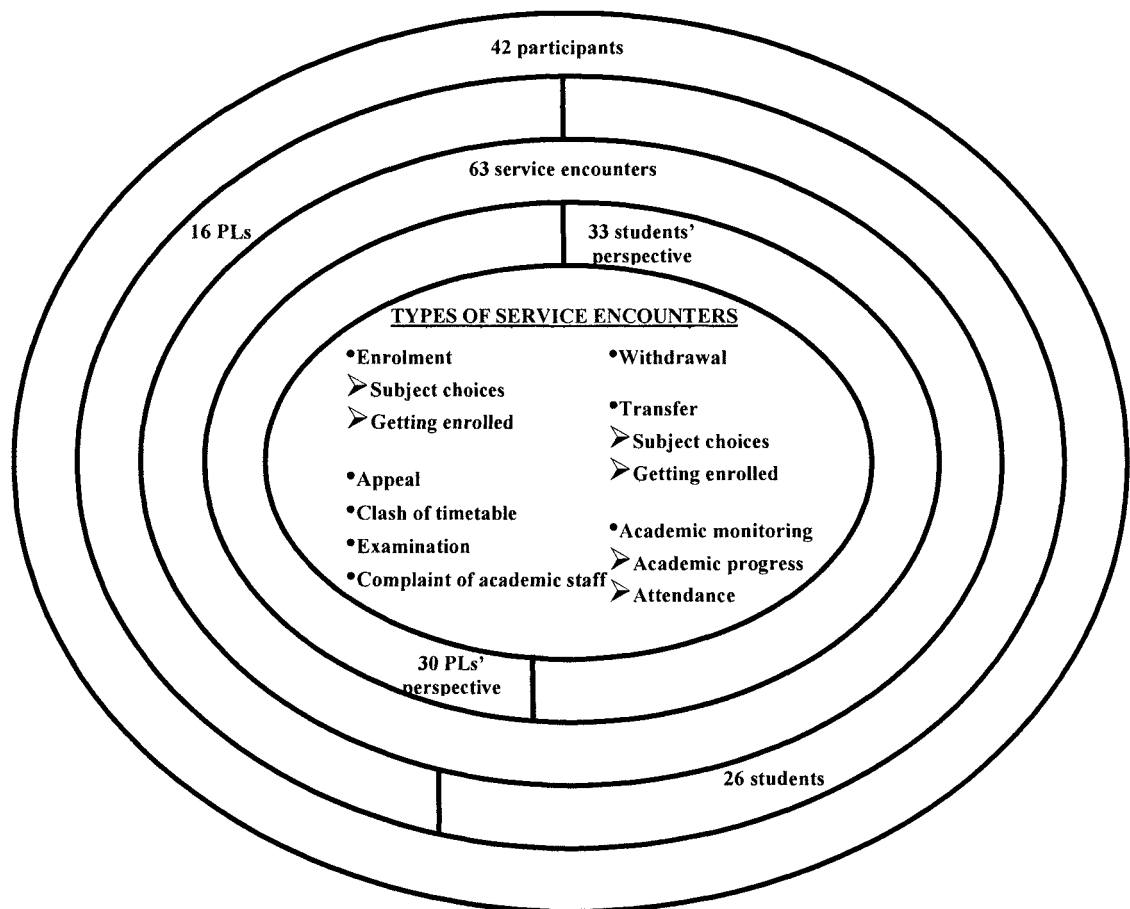 42 participants
63 service encounters
16 PLs
33 students'
perspective
TYPES OF SERVICE ENCOUNTERS
•Enrolment
➢Subject choices
➢Getting enrolled
•Appeal
•Clash of timetable
•Examination
•Complaint of academic staff
•Withdrawal
•Transfer
➢Subject choices
➢Getting enrolled
•Academic monitoring
➢Academic progress
➢Attendance
30 PLs'
perspective
26 students